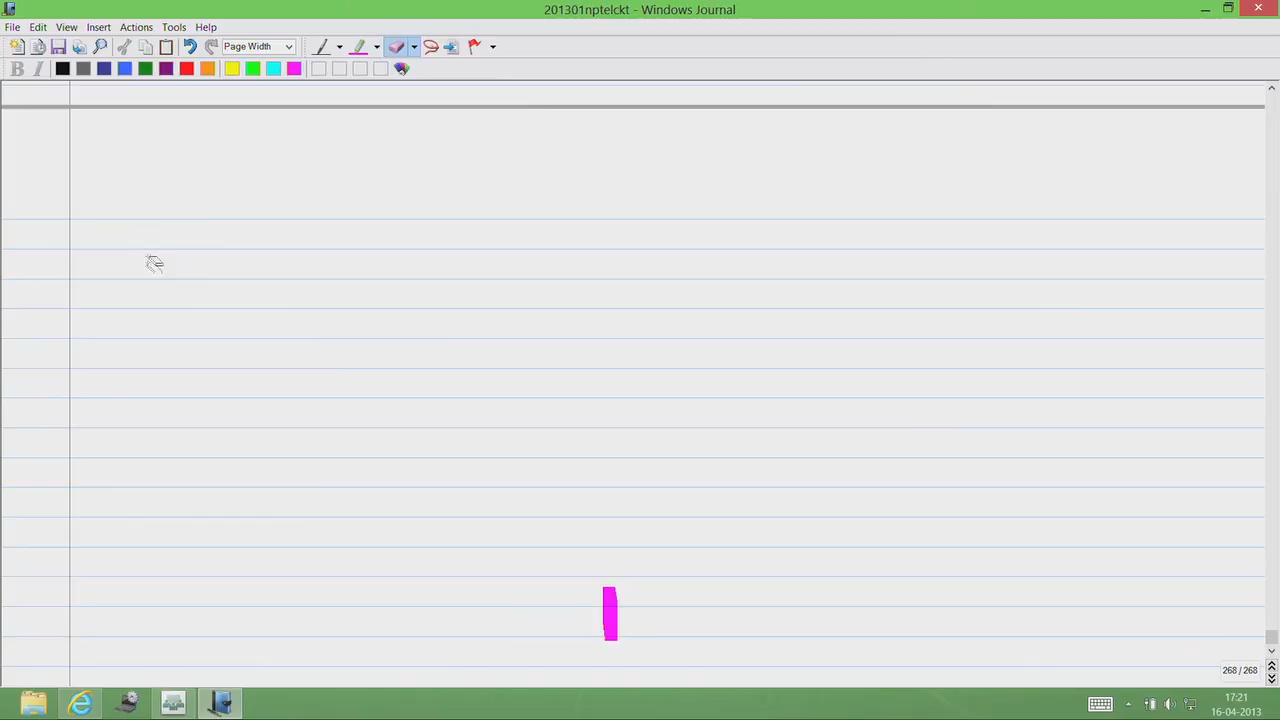 201301nptelckt - Windows Journal
File Edit View Insert Actions Tools Help
Page Width
B I
268 / 268
17:21
16-04-2013